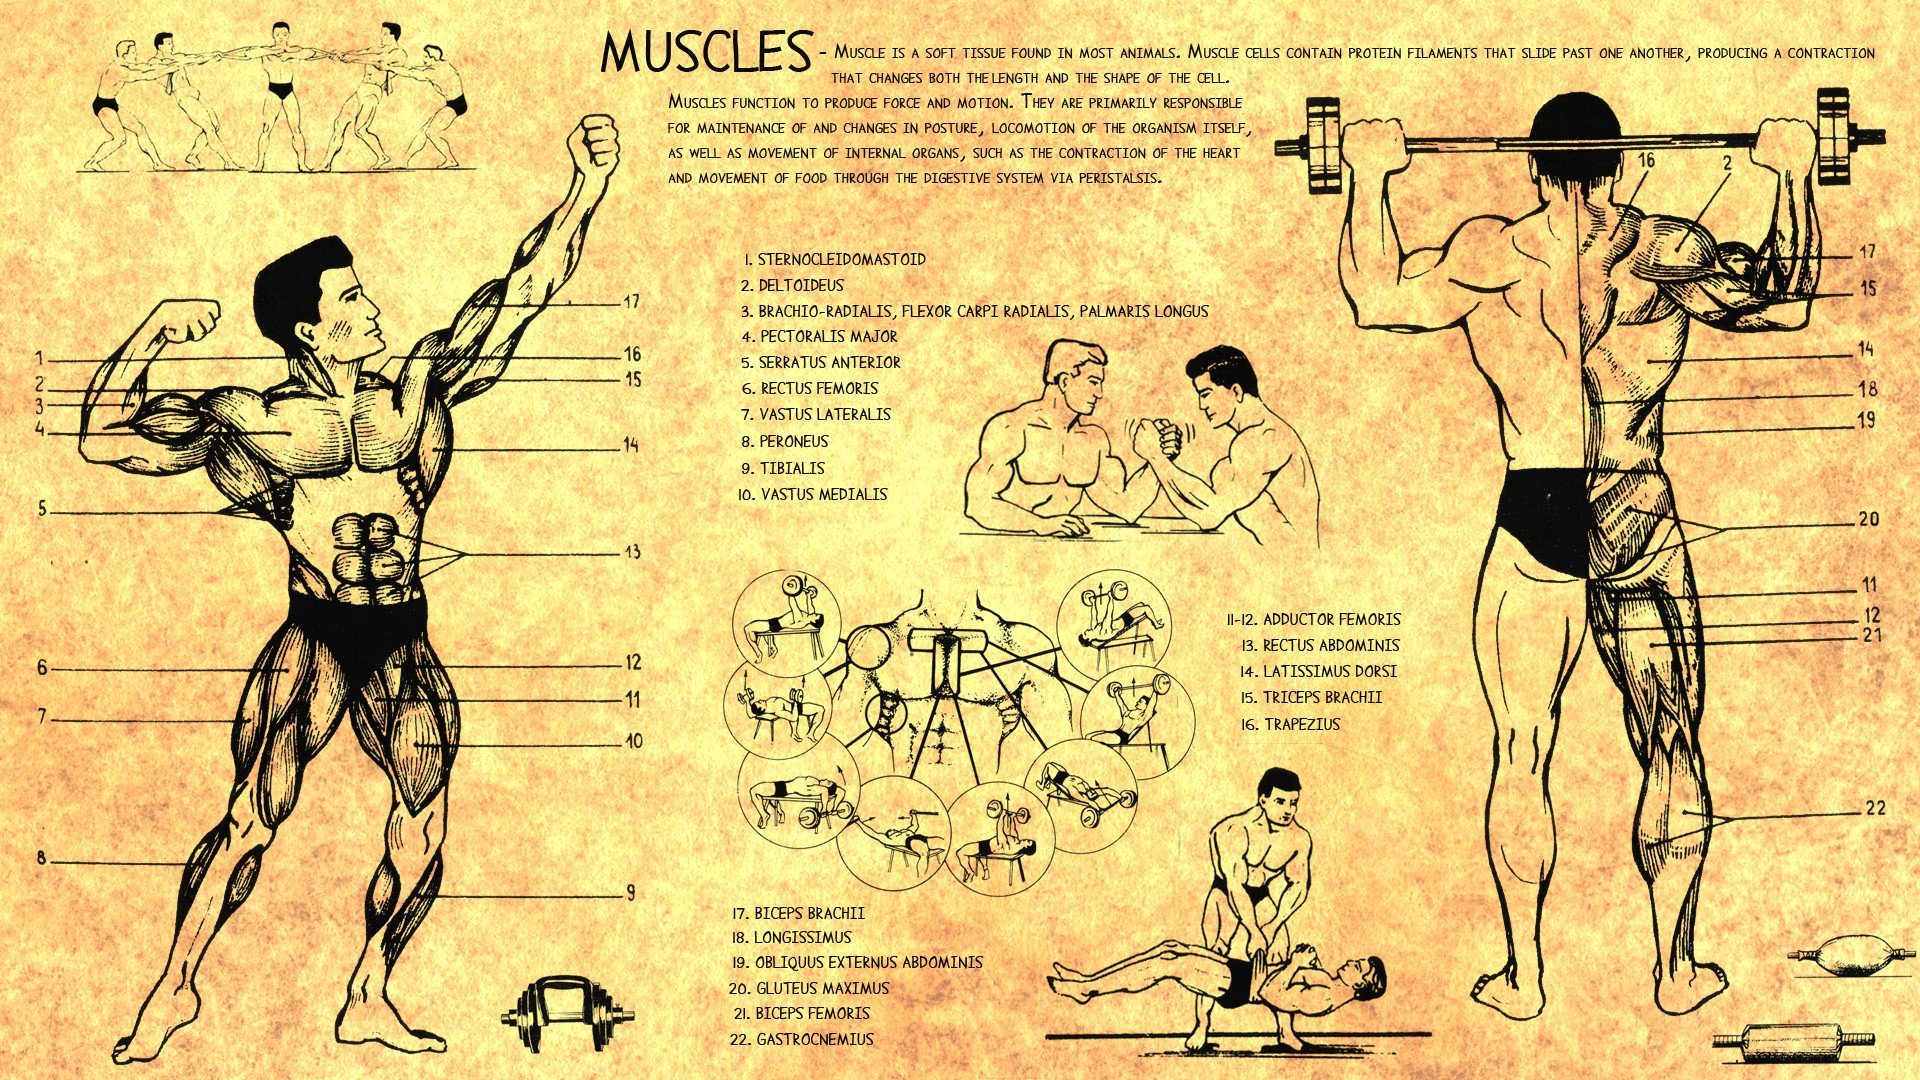 MUSCLES - MUSCLE IS A SOFT TISSUE FOUND IN MOST ANIMALS. MUSCLE CELLS CONTAIN PROTEIN FILAMENTS THAT SLIDE PAST ONE ANOTHER, PRODUCING A CONTRACTION
THAT CHANGES BOTH THE LENGTH AND THE SHAPE OF THE CELL.
MUSCLES FUNCTION TO PRODUCE FORCE AND MOTION. THEY ARE PRIMARILY RESPONSIBLE
FOR MAINTENANCE OF AND CHANGES IN POSTURE, LOCOMOTION OF THE ORGANISM ITSELF,
AS WELL AS MOVEMENT OF INTERNAL ORGANS, SUCH AS THE CONTRACTION OF THE HEART
AND MOVEMENT OF FOOD THROUGH THE DIGESTIVE SYSTEM VIA PERISTALSIS.
1. STERNOCLEIDOMASTOID
2. DELTOIDEUS
3. BRACHIO-RADIALIS, FLEXOR CARPI RADIALIS, PALMARIS LONGUS
4. PECTORALIS MAJOR
5. SERRATUS ANTERIOR
6. RECTUS FEMORIS
7. VASTUS LATERALIS
8. PERONEUS
9. TIBIALIS
10. VASTUS MEDIALIS
11-12. ADDUCTOR FEMORIS
13. RECTUS ABDOMINIS
14. LATISSIMUS DORSI
15. TRICEPS BRACHII
16. TRAPEZIUS
17. BICEPS BRACHII
18. LONGISSIMUS
19. OBLIQUUS EXTERNUS ABDOMINIS
20. GLUTEUS MAXIMUS
21. BICEPS FEMORIS
22. GASTROCNEMIUS
1
2
3
4
5
6
7
8
17
16
15
14
13
12
11
10
9
16
2
17
15
14
18
19
20
11
12
21
22